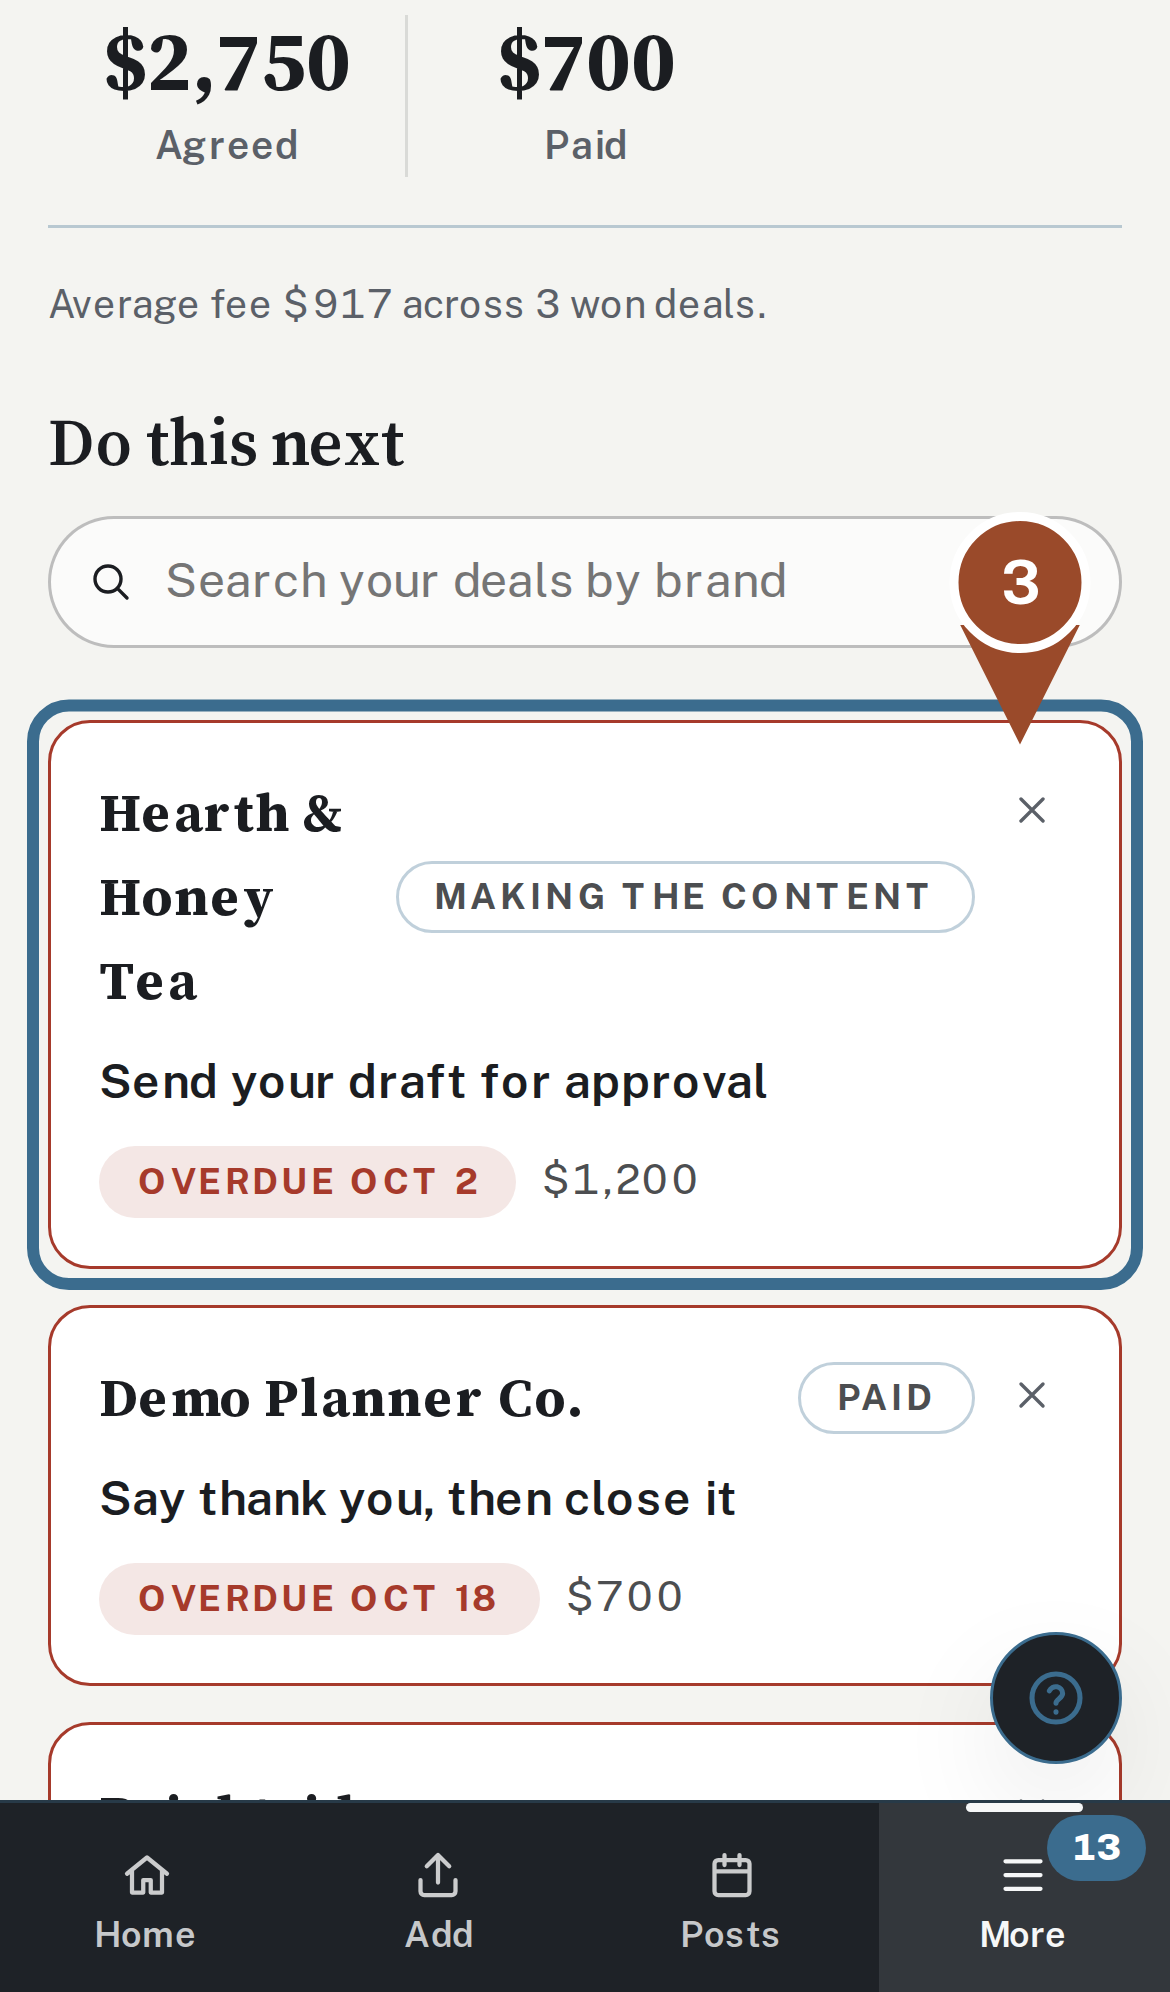 $2,750
$700
Agreed
Paid
Average fee $917 across 3 won deals.
Do this next
Search your deals by brand
3
Hearth &
Honey
Tea
MAKING THE CONTENT
Send your draft for approval
OVERDUE OCT 2
$1,200
Demo Planner Co.
PAID
Say thank you, then close it
OVERDUE OCT 18
$700
13
Home
Add
Posts
More